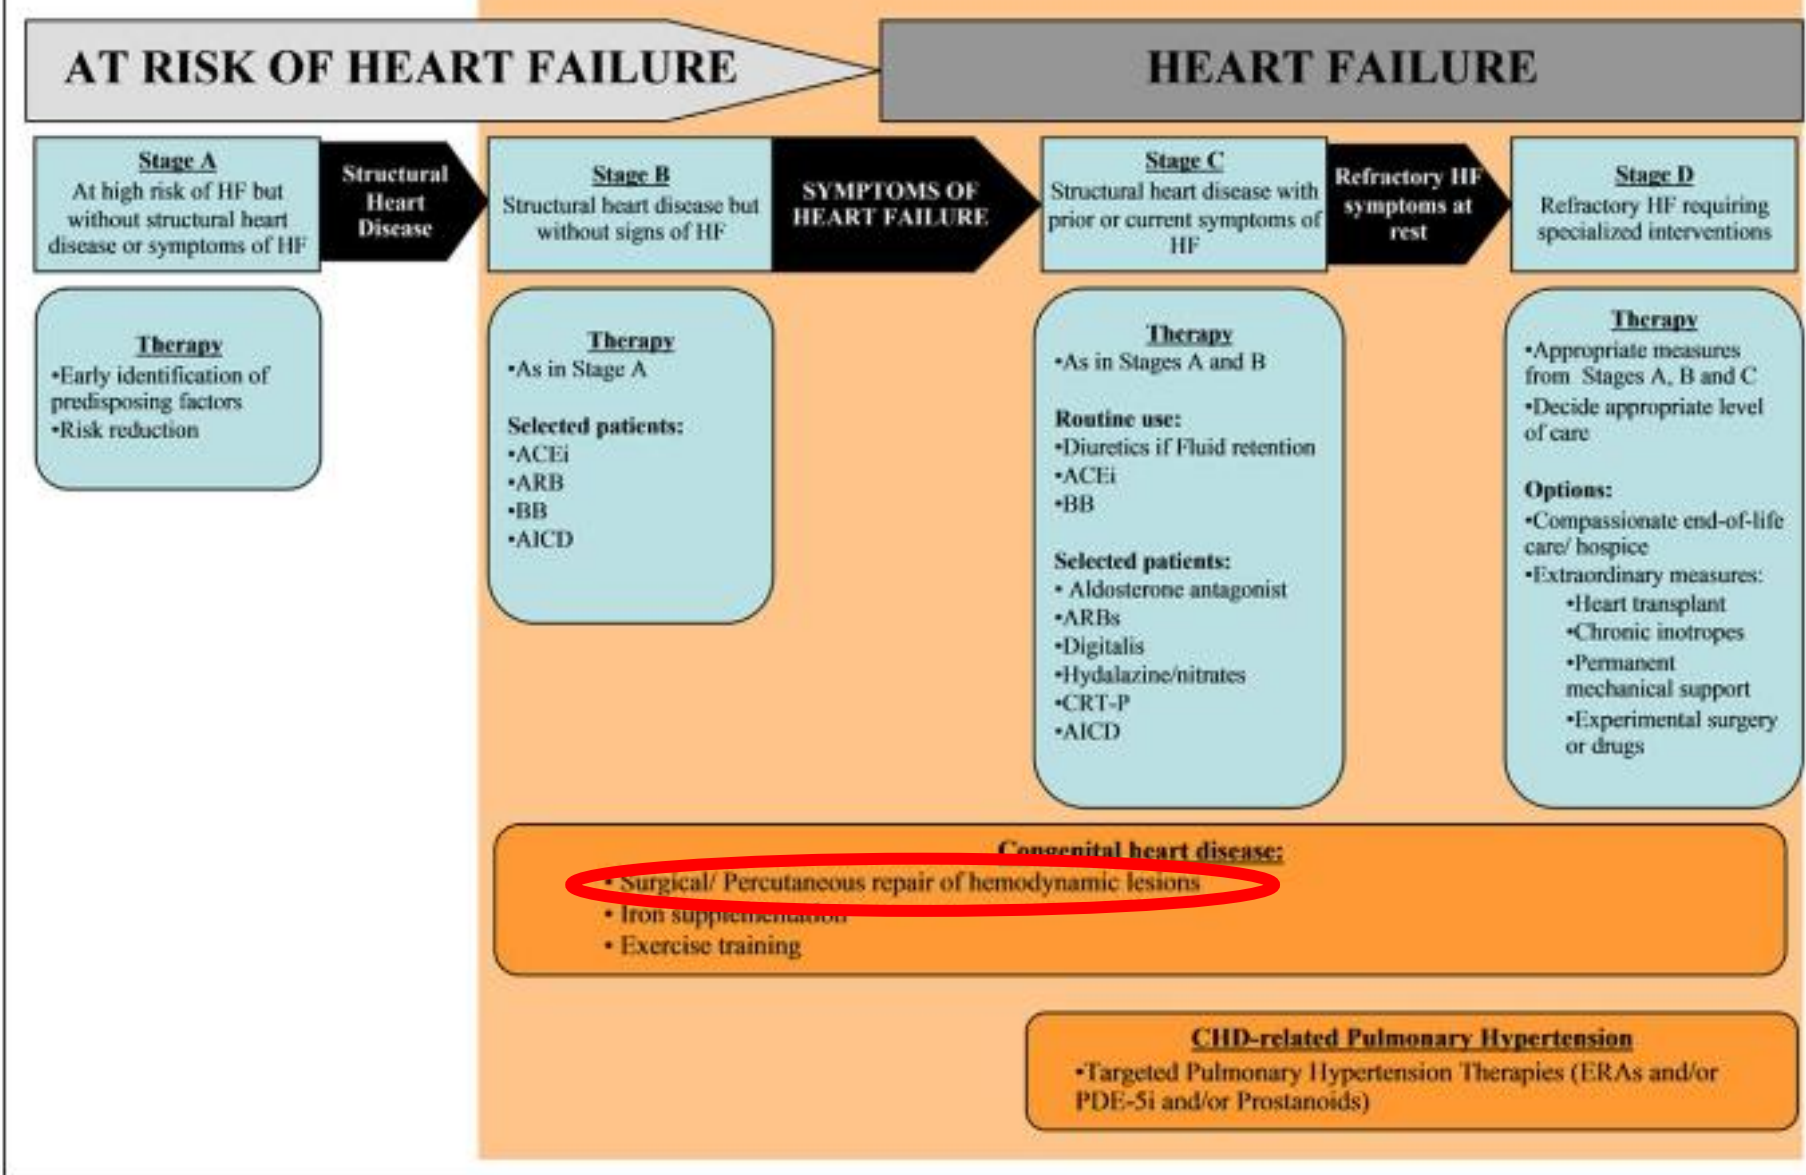 AT RISK OF HEART FAILURE
HEART FAILURE
Stage A
At high risk of HF but
without structural heart
disease or symptoms of HF
Structural
Heart
Disease
Stage B
Structural heart disease but
without signs of HF
SYMPTOMS OF
HEART FAILURE
Stage C
Structural heart disease with
prior or current symptoms of
HF
Refractory HF
symptoms at
rest
Stage D
Refractory HF requiring
specialized interventions
Therapy
•Early identification of
predisposing factors
•Risk reduction
Therapy
•As in Stage A
Selected patients:
•ACEi
•ARB
•BB
•AICD
Therapy
•As in Stages A and B
Routine use:
•Diuretics if Fluid retention
•ACEi
•BB
Selected patients:
• Aldosterone antagonist
•ARBs
•Digitalis
•Hydalazine/nitrates
•CRT-P
•AICD
Therapy
•Appropriate measures
from Stages A, B and C
•Decide appropriate level
of care
Options:
•Compassionate end-of-life
care/ hospice
•Extraordinary measures:
•Heart transplant
•Chronic inotropes
•Permanent
mechanical support
•Experimental surgery
or drugs
Congenital heart disease:
• Surgical/ Percutaneous repair of hemodynamic lesions
• Iron supplementation
• Exercise training
CHD-related Pulmonary Hypertension
•Targeted Pulmonary Hypertension Therapies (ERAs and/or
PDE-5i and/or Prostanoids)